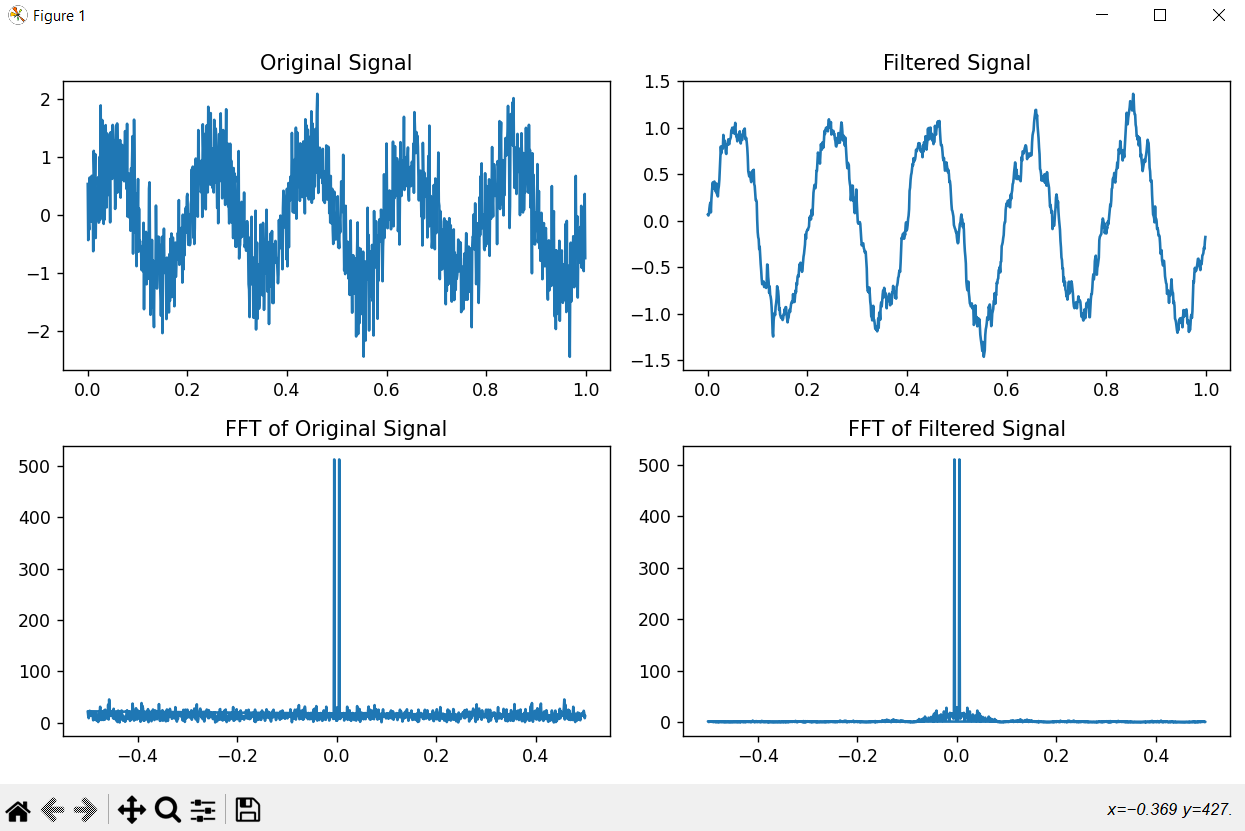 Figure 1
Original Signal
2
1
0
−1
−2
0.0 0.2 0.4 0.6 0.8 1.0
Filtered Signal
1.5
1.0
0.5
0.0
−0.5
−1.0
−1.5
0.0 0.2 0.4 0.6 0.8 1.0
FFT of Original Signal
500
400
300
200
100
0
−0.4 −0.2 0.0 0.2 0.4
FFT of Filtered Signal
500
400
300
200
100
0
−0.4 −0.2 0.0 0.2 0.4
x=−0.369 y=427.